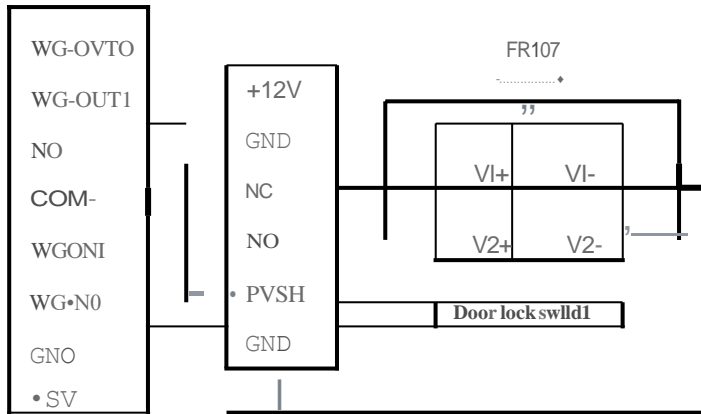 WG-OVTO
WG-OUT1
NO
COM-
WGONI
WG•N0
GNO
• SV
+12V
GND
NC
NO
• PVSH
GND
FR107
VI+ VI-
V2+ V2-
Door lock swlld1